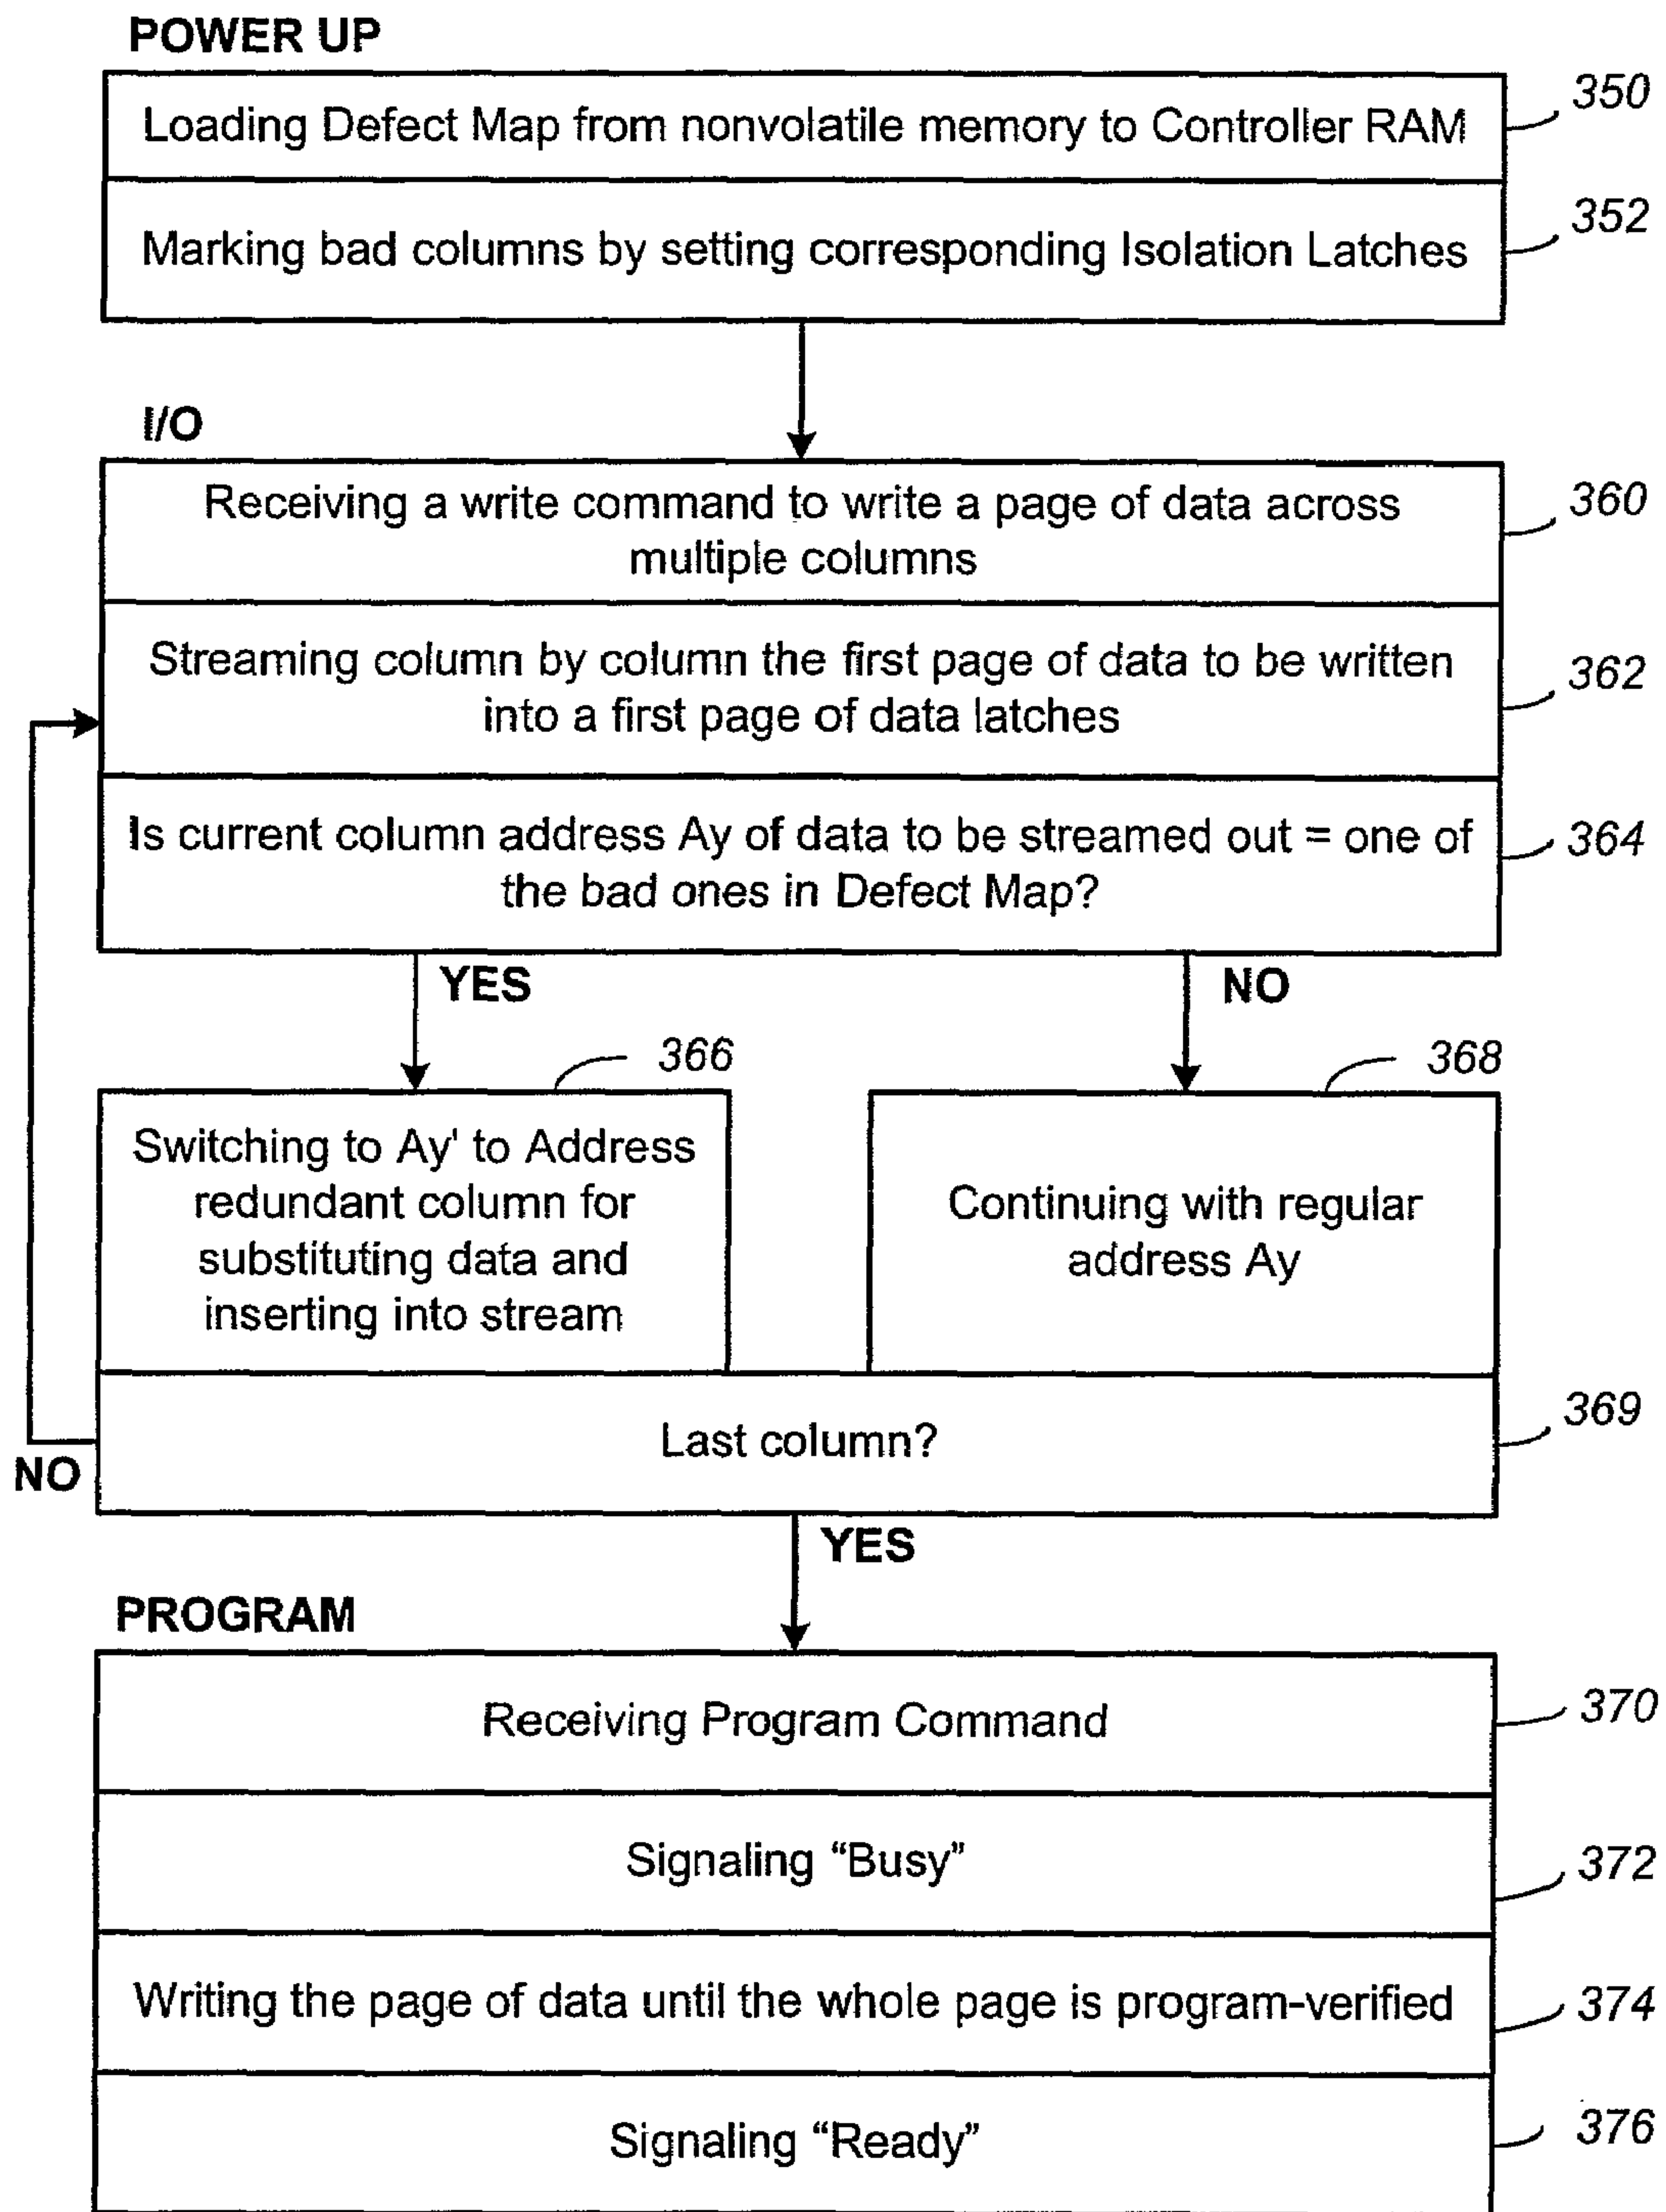 POWER UP
Loading Defect Map from nonvolatile memory to Controller RAM
350
Marking bad columns by setting corresponding Isolation Latches
352
I/O
Receiving a write command to write a page of data across
multiple columns
360
Streaming column by column the first page of data to be written
into a first page of data latches
362
Is current column address Ay of data to be streamed out = one of
the bad ones in Defect Map?
364
YES
NO
366
Switching to Ay' to Address
redundant column for
substituting data and
inserting into stream
368
Continuing with regular
address Ay
Last column?
369
NO
YES
PROGRAM
Receiving Program Command
370
Signaling “Busy”
372
Writing the page of data until the whole page is program-verified
374
Signaling “Ready”
376